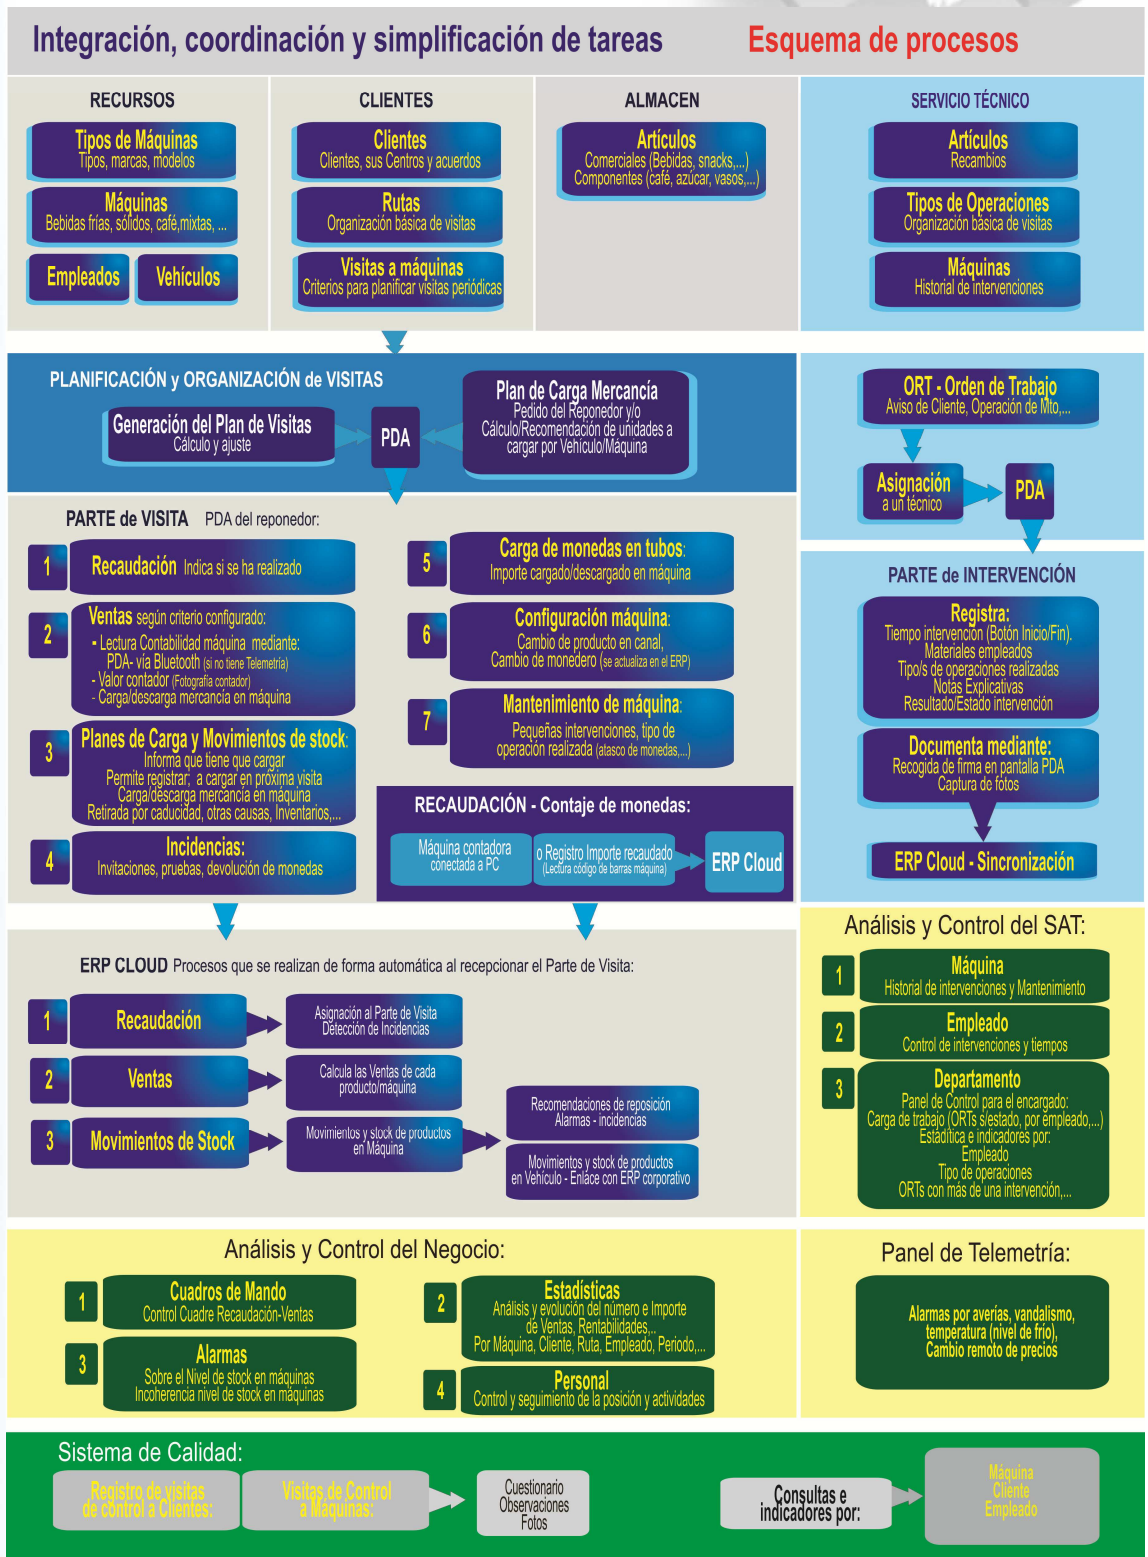 Integración, coordinación y simplificación de tareas
Esquema de procesos
RECURSOS
Tipos de Máquinas
Tipos, marcas, modelos
Máquinas
Bebidas frías, sólidos, café,mixtas, ...
Empleados
Vehículos
CLIENTES
Clientes
Clientes, sus Centros y acuerdos
Rutas
Organización básica de visitas
Visitas a máquinas
Criterios para planificar visitas periódicas
ALMACEN
Artículos
Comerciales (Bebidas, snacks,...)
Componentes (café, azúcar, vasos,...)
SERVICIO TÉCNICO
Artículos
Recambios
Tipos de Operaciones
Organización básica de visitas
Máquinas
Historial de intervenciones
PLANIFICACIÓN y ORGANIZACIÓN de VISITAS
Generación del Plan de Visitas
Cálculo y ajuste
PDA
Plan de Carga Mercancía
Pedido del Reponedor y/o
Cálculo/Recomendación de unidades a
cargar por Vehículo/Máquina
ORT - Orden de Trabajo
Aviso de Cliente, Operación de Mto,...
Asignación
a un técnico
PDA
PARTE de VISITA PDA del reponedor:
1
Recaudación Indica si se ha realizado
2
Ventas según criterio configurado:
- Lectura Contabilidad máquina mediante:
PDA- vía Bluetooth (si no tiene Telemetría)
- Valor contador (Fotografía contador)
- Carga/descarga mercancía en máquina
3
Planes de Carga y Movimientos de stock:
Informa que tiene que cargar
Permite registrar; a cargar en próxima visita
Carga/descarga mercancía en máquina
Retirada por caducidad, otras causas, Inventarios,...
4
Incidencias:
Invitaciones, pruebas, devolución de monedas
5
Carga de monedas en tubos:
Importe cargado/descargado en máquina
6
Configuración máquina:
Cambio de producto en canal,
Cambio de monedero (se actualiza en el ERP)
7
Mantenimiento de máquina:
Pequeñas intervenciones, tipo de
operación realizada (atasco de monedas,...)
RECAUDACIÓN - Contaje de monedas:
Máquina contadora
conectada a PC
o Registro Importe recaudado
(Lectura código de barras máquina)
ERP Cloud
PARTE de INTERVENCIÓN
Registra:
Tiempo intervención (Botón Inicio/Fin).
Materiales empleados
Tipo/s de operaciones realizadas
Notas Explicativas
Resultado/Estado intervención
Documenta mediante:
Recogida de firma en pantalla PDA
Captura de fotos
ERP Cloud - Sincronización
ERP CLOUD Procesos que se realizan de forma automática al recepcionar el Parte de Visita:
1
Recaudación
Asignación al Parte de Visita
Detección de Incidencias
2
Ventas
Calcula las Ventas de cada
producto/máquina
3
Movimientos de Stock
Movimientos y stock de productos
en Máquina
Recomendaciones de reposición
Alarmas - incidencias
Movimientos y stock de productos
en Vehículo - Enlace con ERP corporativo
Análisis y Control del SAT:
1
Máquina
Historial de intervenciones y Mantenimiento
2
Empleado
Control de intervenciones y tiempos
3
Departamento
Panel de Control para el encargado:
Carga de trabajo (ORTs s/estado, por empleado,...)
Estádítica e indicadores por:
Empleado
Tipo de operaciones
ORTs con más de una intervención,...
Análisis y Control del Negocio:
1
Cuadros de Mando
Control Cuadre Recaudación-Ventas
2
Estadísticas
Análisis y evolución del número e Importe
de Ventas, Rentabilidades,..
Por Máquina, Cliente, Ruta, Empleado, Periodo,...
3
Alarmas
Sobre el Nivel de stock en máquinas
Incoherencia nivel de stock en máquinas
4
Personal
Control y seguimiento de la posición y actividades
Panel de Telemetría:
Alarmas por averías, vandalismo,
temperatura (nivel de frío),
Cambio remoto de precios
Sistema de Calidad:
Registro de visitas
de control a Clientes:
Visitas de Control
a Máquinas:
Cuestionario
Observaciones
Fotos
Consultas e
indicadores por:
Máquina
Cliente
Empleado